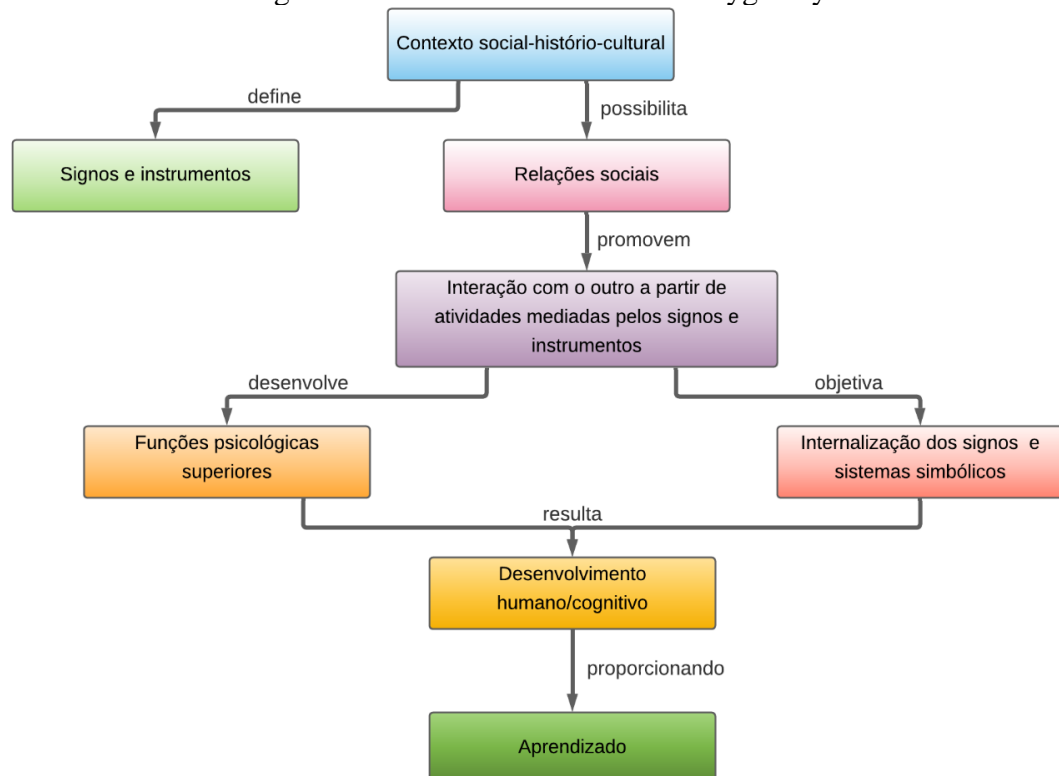 Contexto social-histório-cultural
define
possibilita
Signos e instrumentos
Relações sociais
promovem
Interação com o outro a partir de
atividades mediadas pelos signos e
instrumentos
desenvolve
objetiva
Funções psicológicas
superiores
Internalização dos signos e
sistemas simbólicos
resulta
Desenvolvimento
humano/cognitivo
proporcionando
Aprendizado